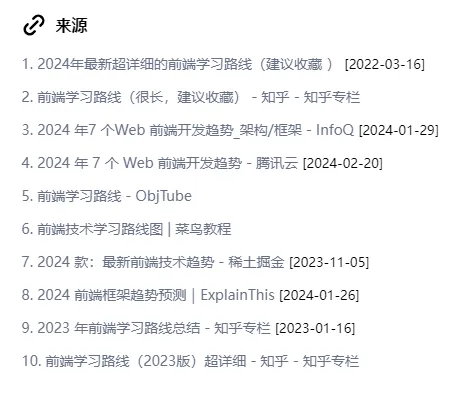 来源
1. 2024年最新超详细的前端学习路线（建议收藏 ） [2022-03-16]
2. 前端学习路线（很长，建议收藏） - 知乎 - 知乎专栏
3. 2024 年7 个Web 前端开发趋势_架构/框架 - InfoQ [2024-01-29]
4. 2024 年 7 个 Web 前端开发趋势 - 腾讯云 [2024-02-20]
5. 前端学习路线 - ObjTube
6. 前端技术学习路线图 | 菜鸟教程
7. 2024 款：最新前端技术趋势 - 稀土掘金 [2023-11-05]
8. 2024 前端框架趋势预测｜ExplainThis [2024-01-26]
9. 2023 年前端学习路线总结 - 知乎专栏 [2023-01-16]
10. 前端学习路线（2023版）超详细 - 知乎 - 知乎专栏